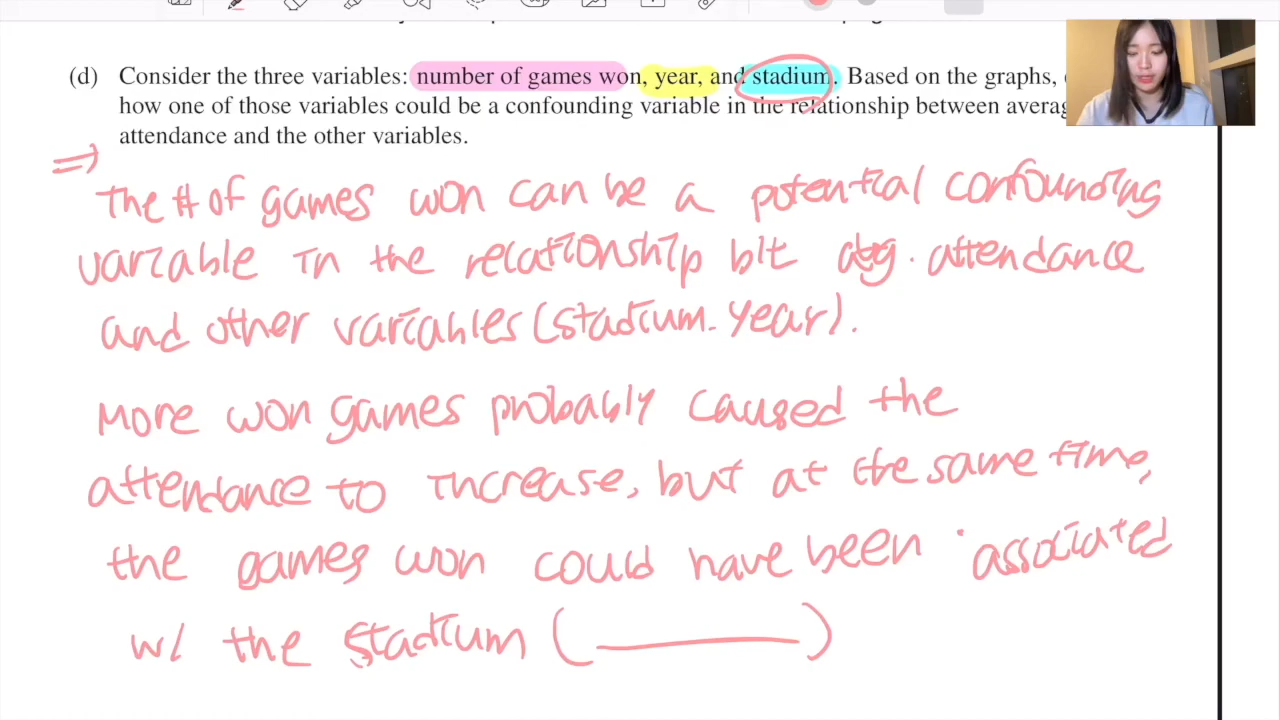 (d) Consider the three variables: number of games won, year, and stadium. Based on the graphs,
how one of those variables could be a confounding variable in the relationship between averag
attendance and the other variables.
⇒
The # of games won can be a potential confounding
variable in the relationship b/t avg. attendance
and other variables (stadium. year).
More won games probably caused the
attendance to increase, but at the same time,
the games won could have been associated
w/ the stadium (______)